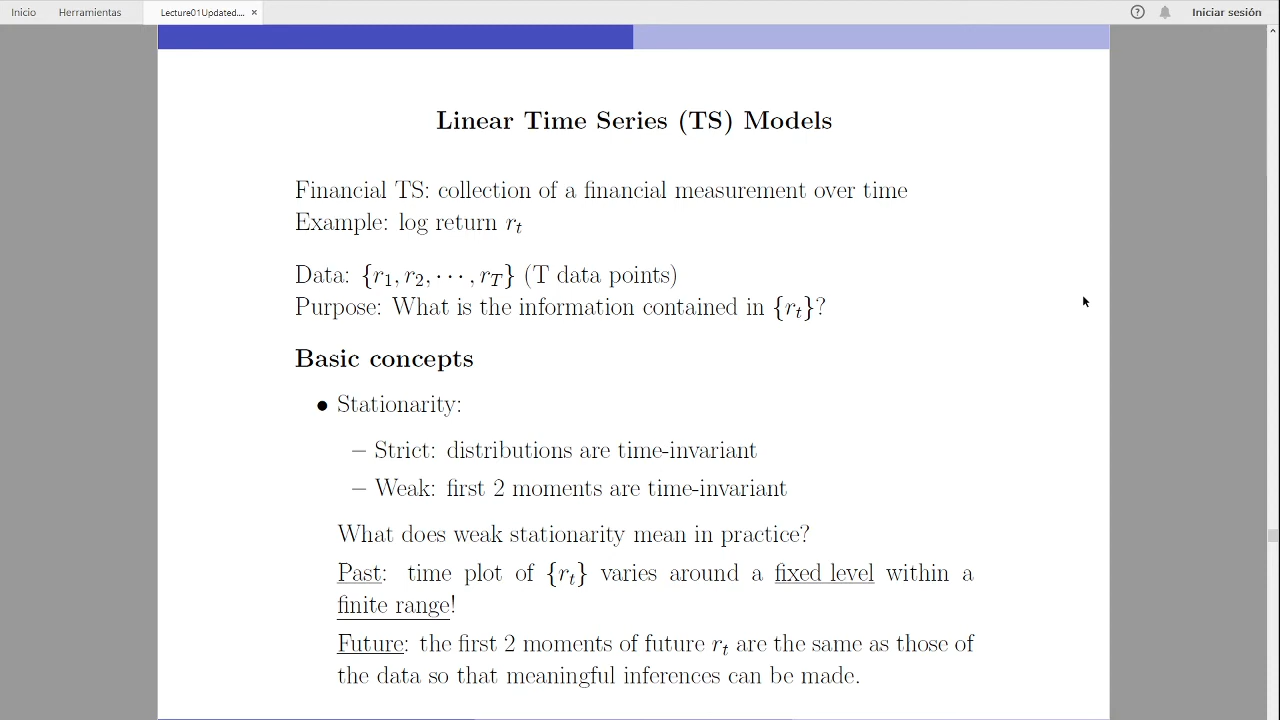 Inicio Herramientas Lecture01Updated.... × ? Iniciar sesión
Linear Time Series (TS) Models
Financial TS: collection of a financial measurement over time
Example: log return r_t
Data: {r_1, r_2, ⋯, r_T} (T data points)
Purpose: What is the information contained in {r_t}?
Basic concepts
• Stationarity:
– Strict: distributions are time-invariant
– Weak: first 2 moments are time-invariant
What does weak stationarity mean in practice?
Past: time plot of {r_t} varies around a fixed level within a
finite range!
Future: the first 2 moments of future r_t are the same as those of
the data so that meaningful inferences can be made.